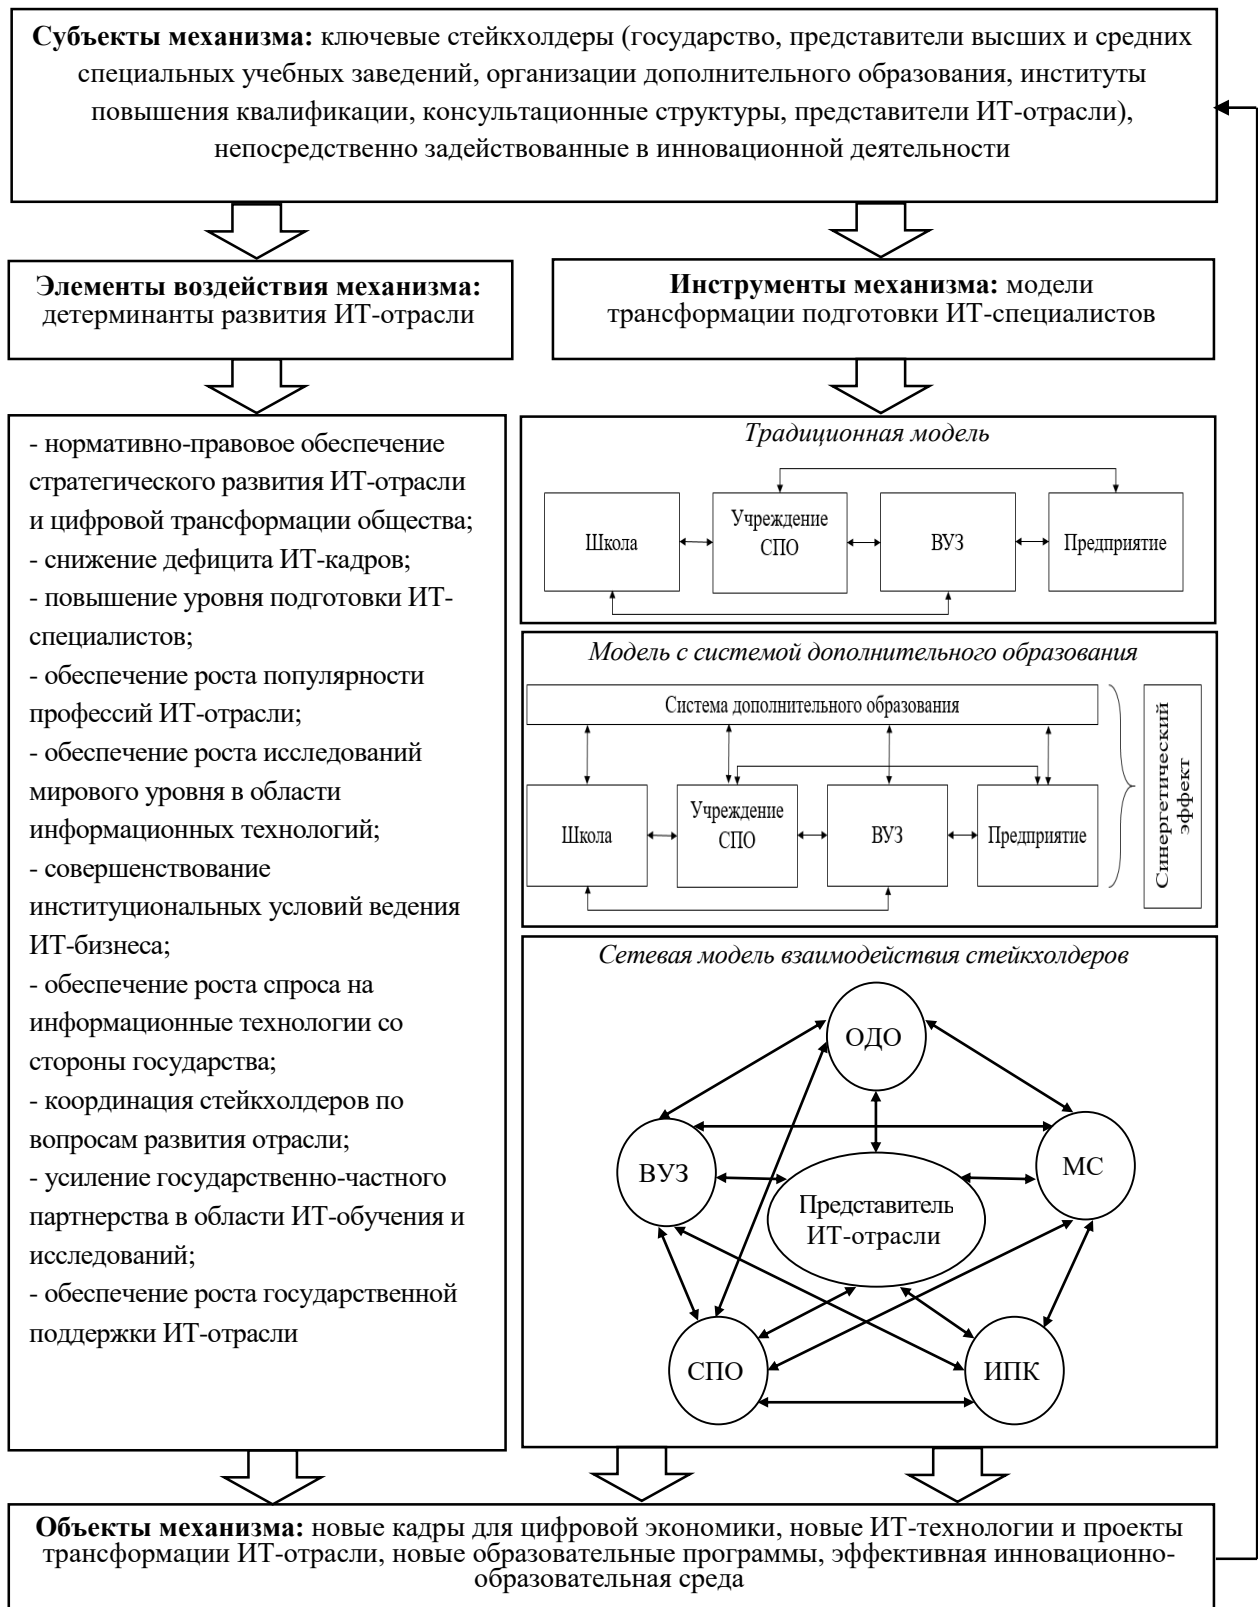 Субъекты механизма: ключевые стейкхолдеры (государство, представители высших и средних
специальных учебных заведений, организации дополнительного образования, институты
повышения квалификации, консультационные структуры, представители ИТ-отрасли),
непосредственно задействованные в инновационной деятельности
Элементы воздействия механизма:
детерминанты развития ИТ-отрасли
Инструменты механизма: модели
трансформации подготовки ИТ-специалистов
- нормативно-правовое обеспечение
стратегического развития ИТ-отрасли
и цифровой трансформации общества;
- снижение дефицита ИТ-кадров;
- повышение уровня подготовки ИТ-
специалистов;
- обеспечение роста популярности
профессий ИТ-отрасли;
- обеспечение роста исследований
мирового уровня в области
информационных технологий;
- совершенствование
институциональных условий ведения
ИТ-бизнеса;
- обеспечение роста спроса на
информационные технологии со
стороны государства;
- координация стейкхолдеров по
вопросам развития отрасли;
- усиление государственно-частного
партнерства в области ИТ-обучения и
исследований;
- обеспечение роста государственной
поддержки ИТ-отрасли
Традиционная модель
Школа
Учреждение
СПО
ВУЗ
Предприятие
Модель с системой дополнительного образования
Система дополнительного образования
Школа
Учреждение
СПО
ВУЗ
Предприятие
Синергетический
эффект
Сетевая модель взаимодействия стейкхолдеров
ОДО
ВУЗ
МС
Представитель
ИТ-отрасли
СПО
ИПК
Объекты механизма: новые кадры для цифровой экономики, новые ИТ-технологии и проекты
трансформации ИТ-отрасли, новые образовательные программы, эффективная инновационно-
образовательная среда